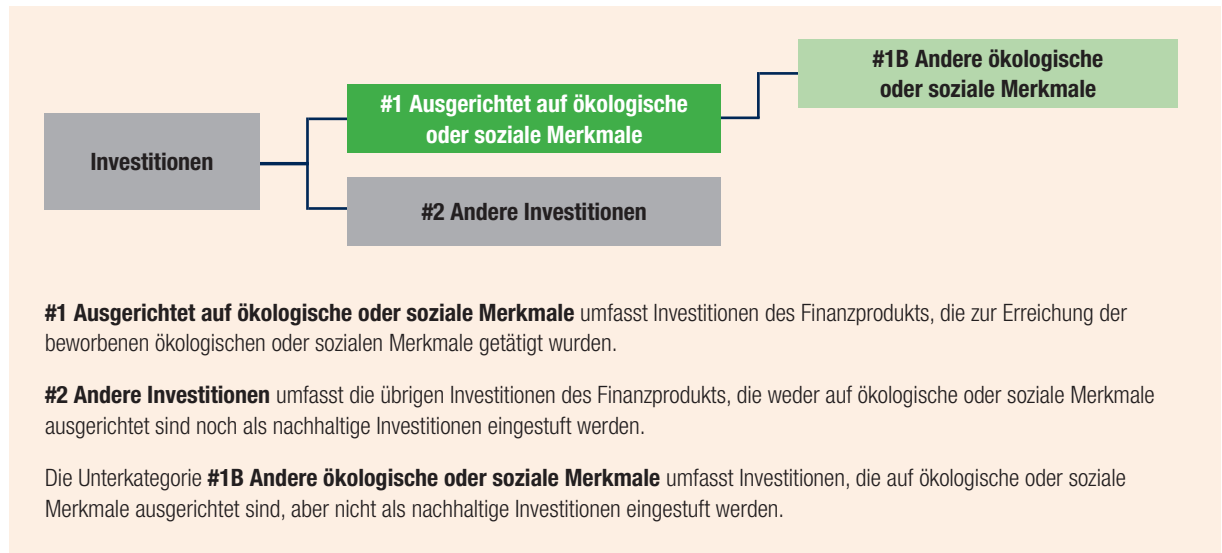 #1B Andere ökologische
oder soziale Merkmale
#1 Ausgerichtet auf ökologische
oder soziale Merkmale
Investitionen
#2 Andere Investitionen
#1 Ausgerichtet auf ökologische oder soziale Merkmale umfasst Investitionen des Finanzprodukts, die zur Erreichung der
beworbenen ökologischen oder sozialen Merkmale getätigt wurden.
#2 Andere Investitionen umfasst die übrigen Investitionen des Finanzprodukts, die weder auf ökologische oder soziale Merkmale
ausgerichtet sind noch als nachhaltige Investitionen eingestuft werden.
Die Unterkategorie #1B Andere ökologische oder soziale Merkmale umfasst Investitionen, die auf ökologische oder soziale
Merkmale ausgerichtet sind, aber nicht als nachhaltige Investitionen eingestuft werden.